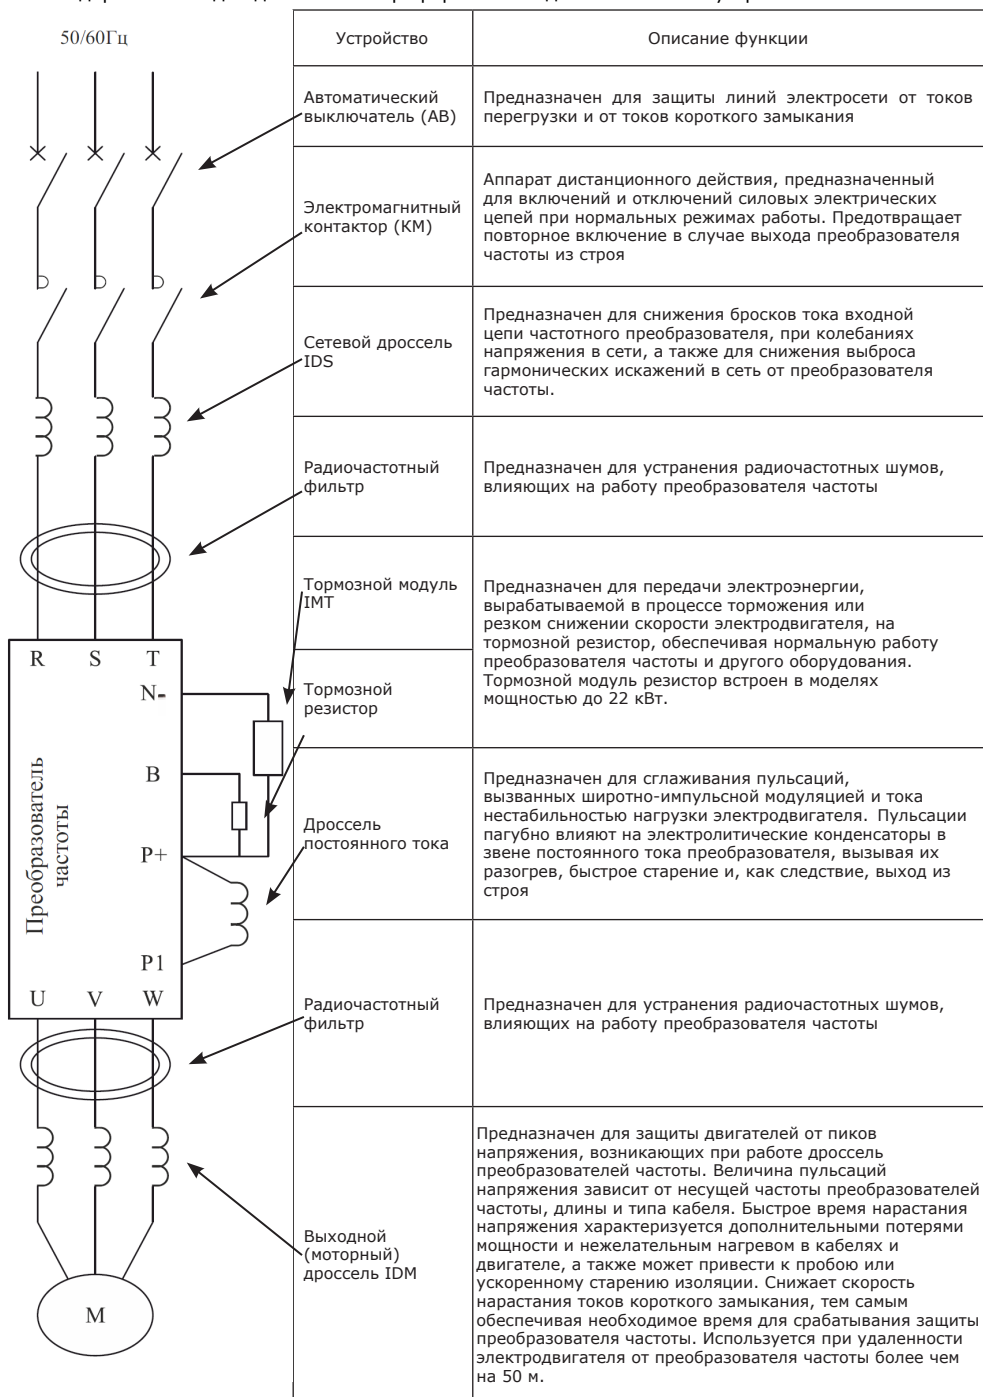 50/60Гц
Устройство
Описание функции
Автоматический
выключатель (АВ)
Предназначен для защиты линий электросети от токов
перегрузки и от токов короткого замыкания
Электромагнитный
контактор (КМ)
Аппарат дистанционного действия, предназначенный
для включений и отключений силовых электрических
цепей при нормальных режимах работы. Предотвращает
повторное включение в случае выхода преобразователя
частоты из строя
Сетевой дроссель
IDS
Предназначен для снижения бросков тока входной
цепи частотного преобразователя, при колебаниях
напряжения в сети, а также для снижения выброса
гармонических искажений в сеть от преобразователя
частоты.
Радиочастотный
фильтр
Предназначен для устранения радиочастотных шумов,
влияющих на работу преобразователя частоты
Тормозной модуль
IMT
Предназначен для передачи электроэнергии,
вырабатываемой в процессе торможения или
резком снижении скорости электродвигателя, на
тормозной резистор, обеспечивая нормальную работу
преобразователя частоты и другого оборудования.
Тормозной модуль резистор встроен в моделях
мощностью до 22 кВт.
Тормозной
резистор
R S T
N-
B
P+
P1
U V W
Преобразователь
частоты
Дроссель
постоянного тока
Предназначен для сглаживания пульсаций,
вызванных широтно-импульсной модуляцией и тока
нестабильностью нагрузки электродвигателя. Пульсации
пагубно влияют на электролитические конденсаторы в
звене постоянного тока преобразователя, вызывая их
разогрев, быстрое старение и, как следствие, выход из
строя
Радиочастотный
фильтр
Предназначен для устранения радиочастотных шумов,
влияющих на работу преобразователя частоты
Выходной
(моторный)
дроссель IDM
Предназначен для защиты двигателей от пиков
напряжения, возникающих при работе дроссель
преобразователей частоты. Величина пульсаций
напряжения зависит от несущей частоты преобразователей
частоты, длины и типа кабеля. Быстрое время нарастания
напряжения характеризуется дополнительными потерями
мощности и нежелательным нагревом в кабелях и
двигателе, а также может привести к пробою или
ускоренному старению изоляции. Снижает скорость
нарастания токов короткого замыкания, тем самым
обеспечивая необходимое время для срабатывания защиты
преобразователя частоты. Используется при удаленности
электродвигателя от преобразователя частоты более чем
на 50 м.
М